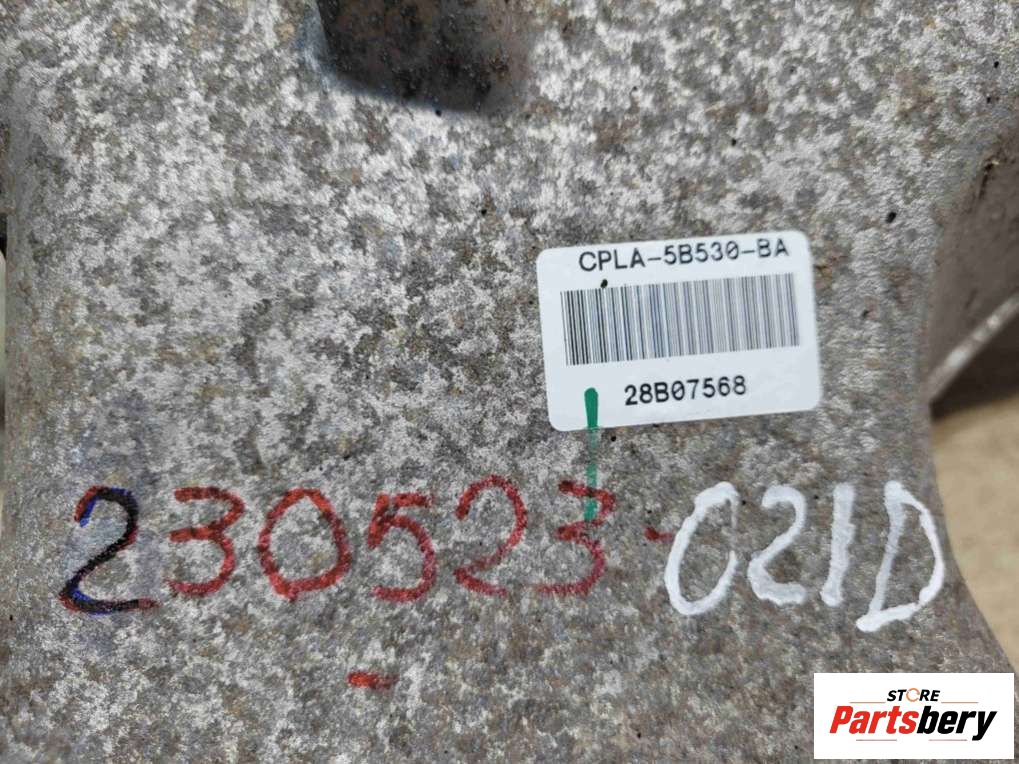 CPLA-5B530-BA
28B07568
230523-021D
STORE
Partsbery